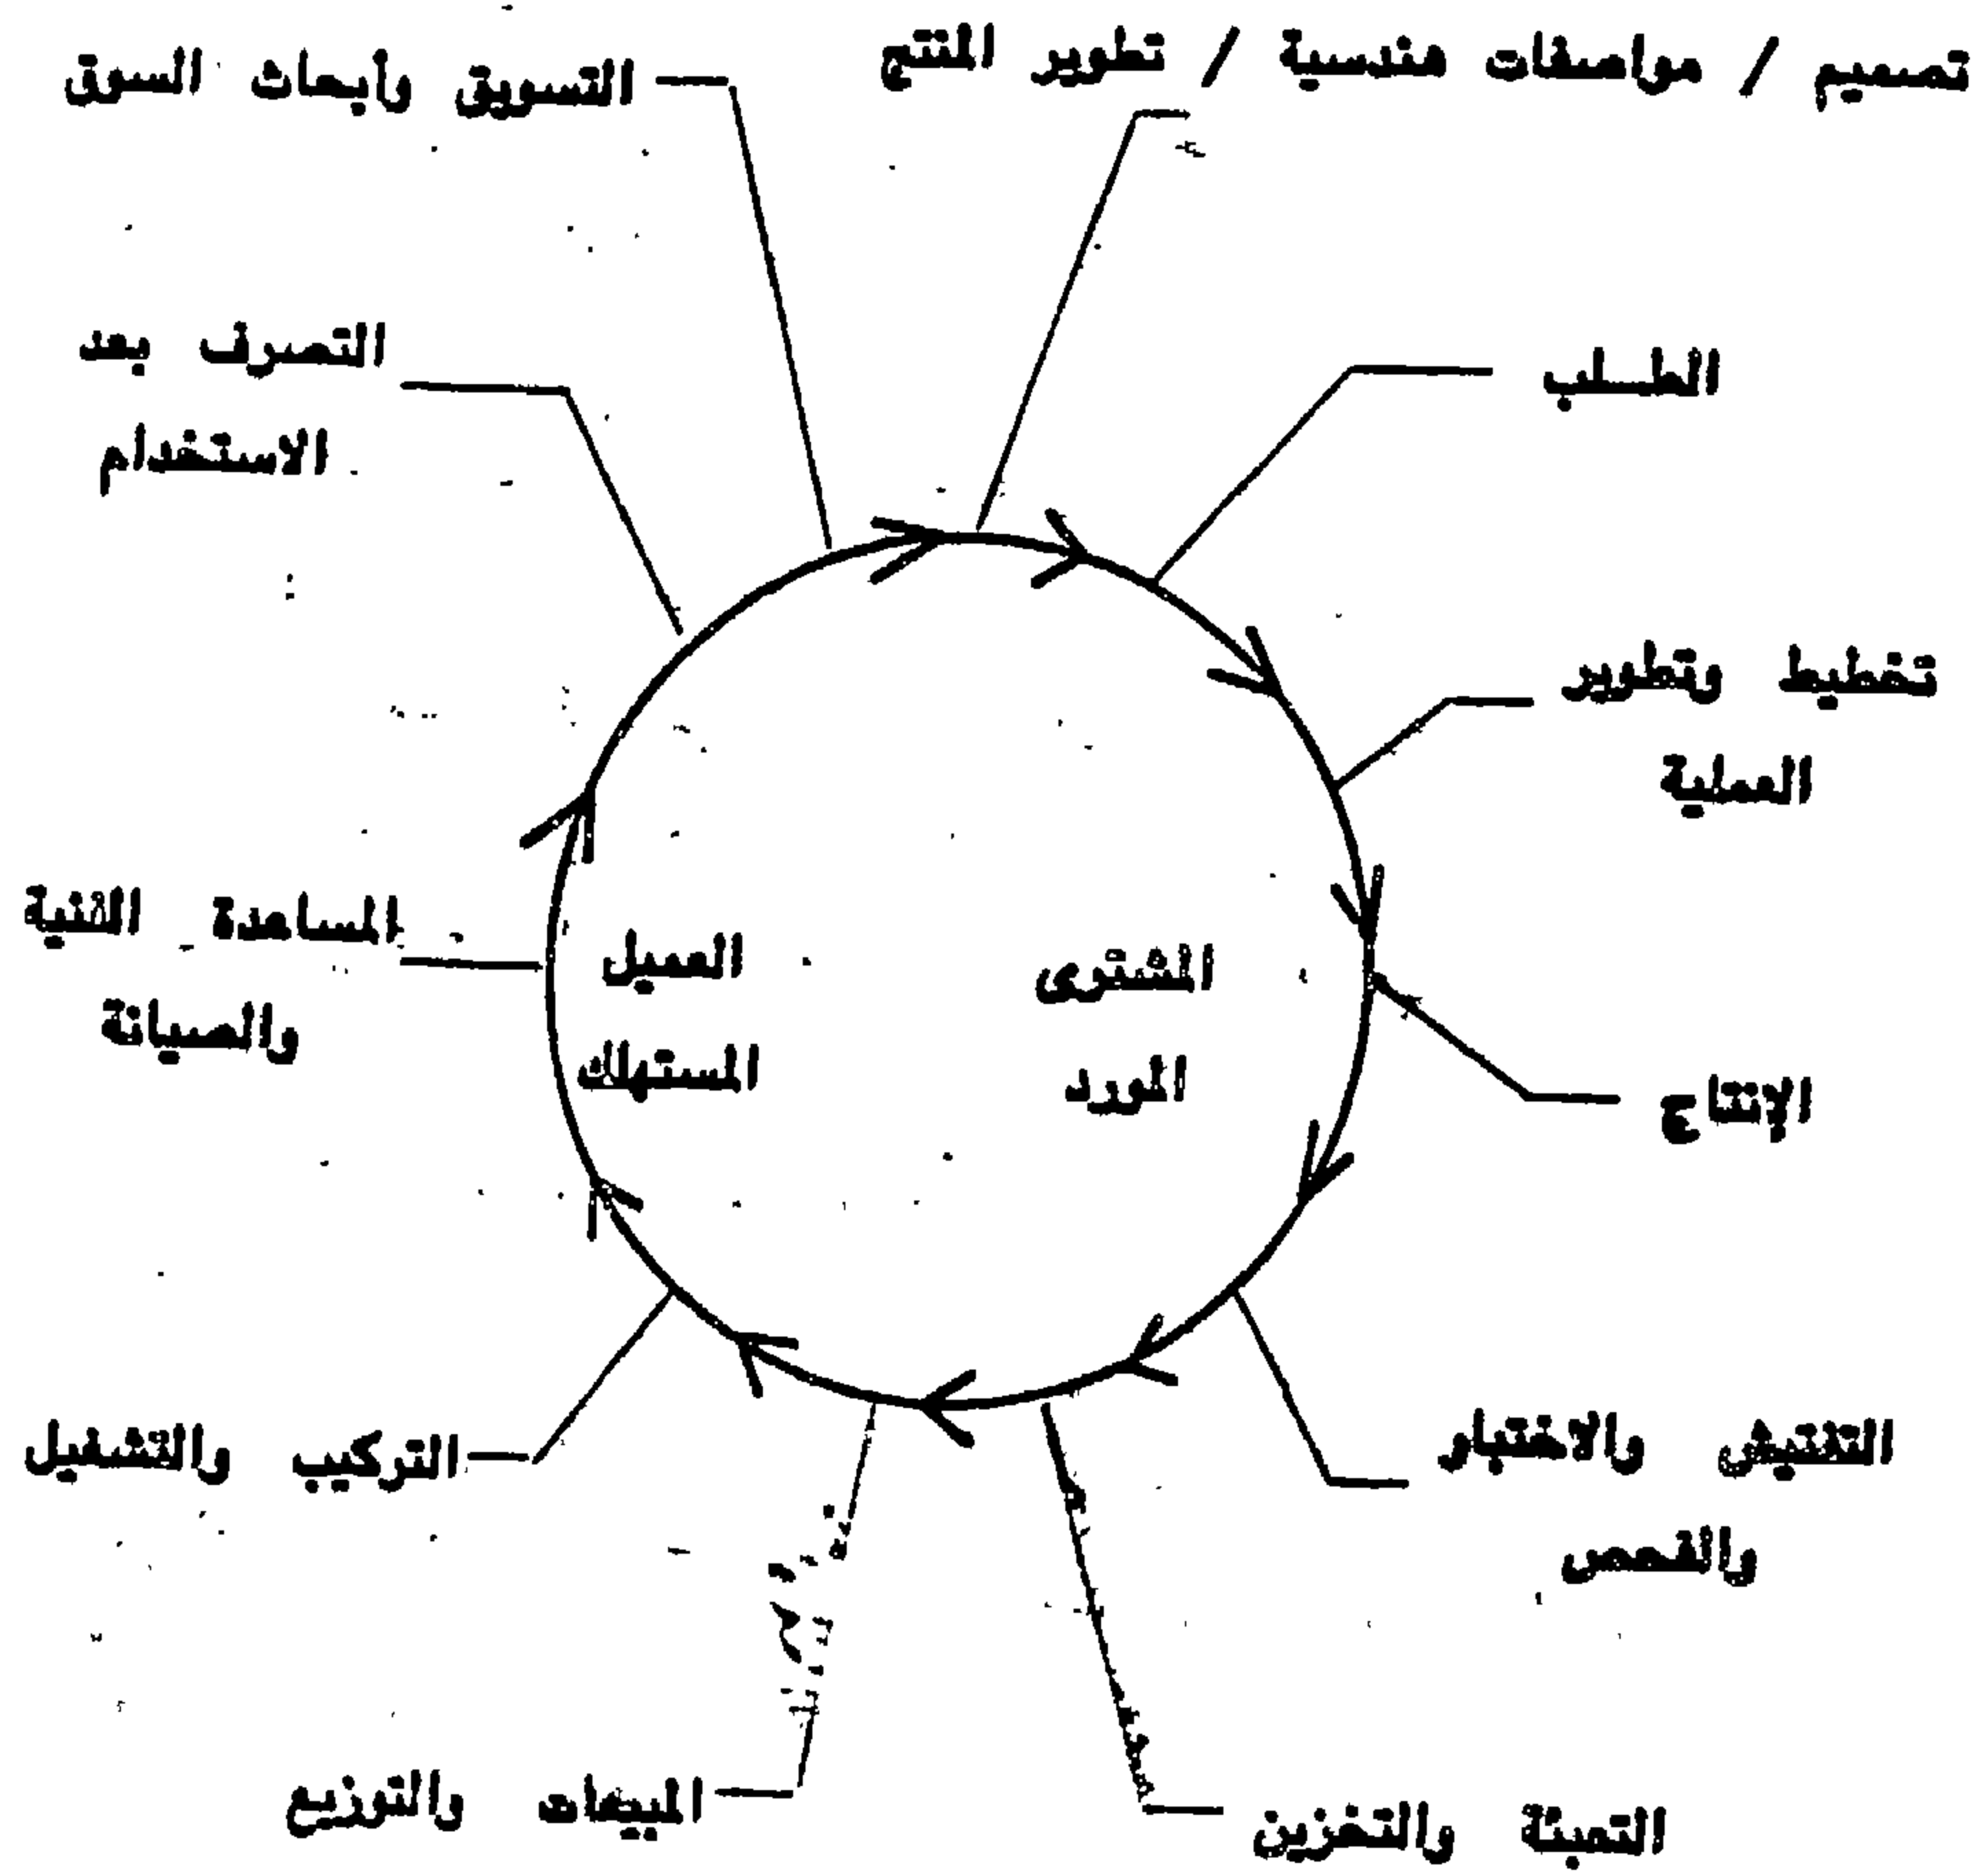 تصميم / مواصفات هندسية / تطوير المنتج
التسويق وأبحاث السوق
الطلب
تخطيط وتطوير
العملية
الإنتاج
التفتيش والاختبار
والفحص
التعبئة والتخزين
المبيعات والتوزيع
التركيب والتشغيل
المساعدة الفنية
والصيانة
التصرف بعد
الاستخدام
المشترى
المورد
العميل
المستهلك